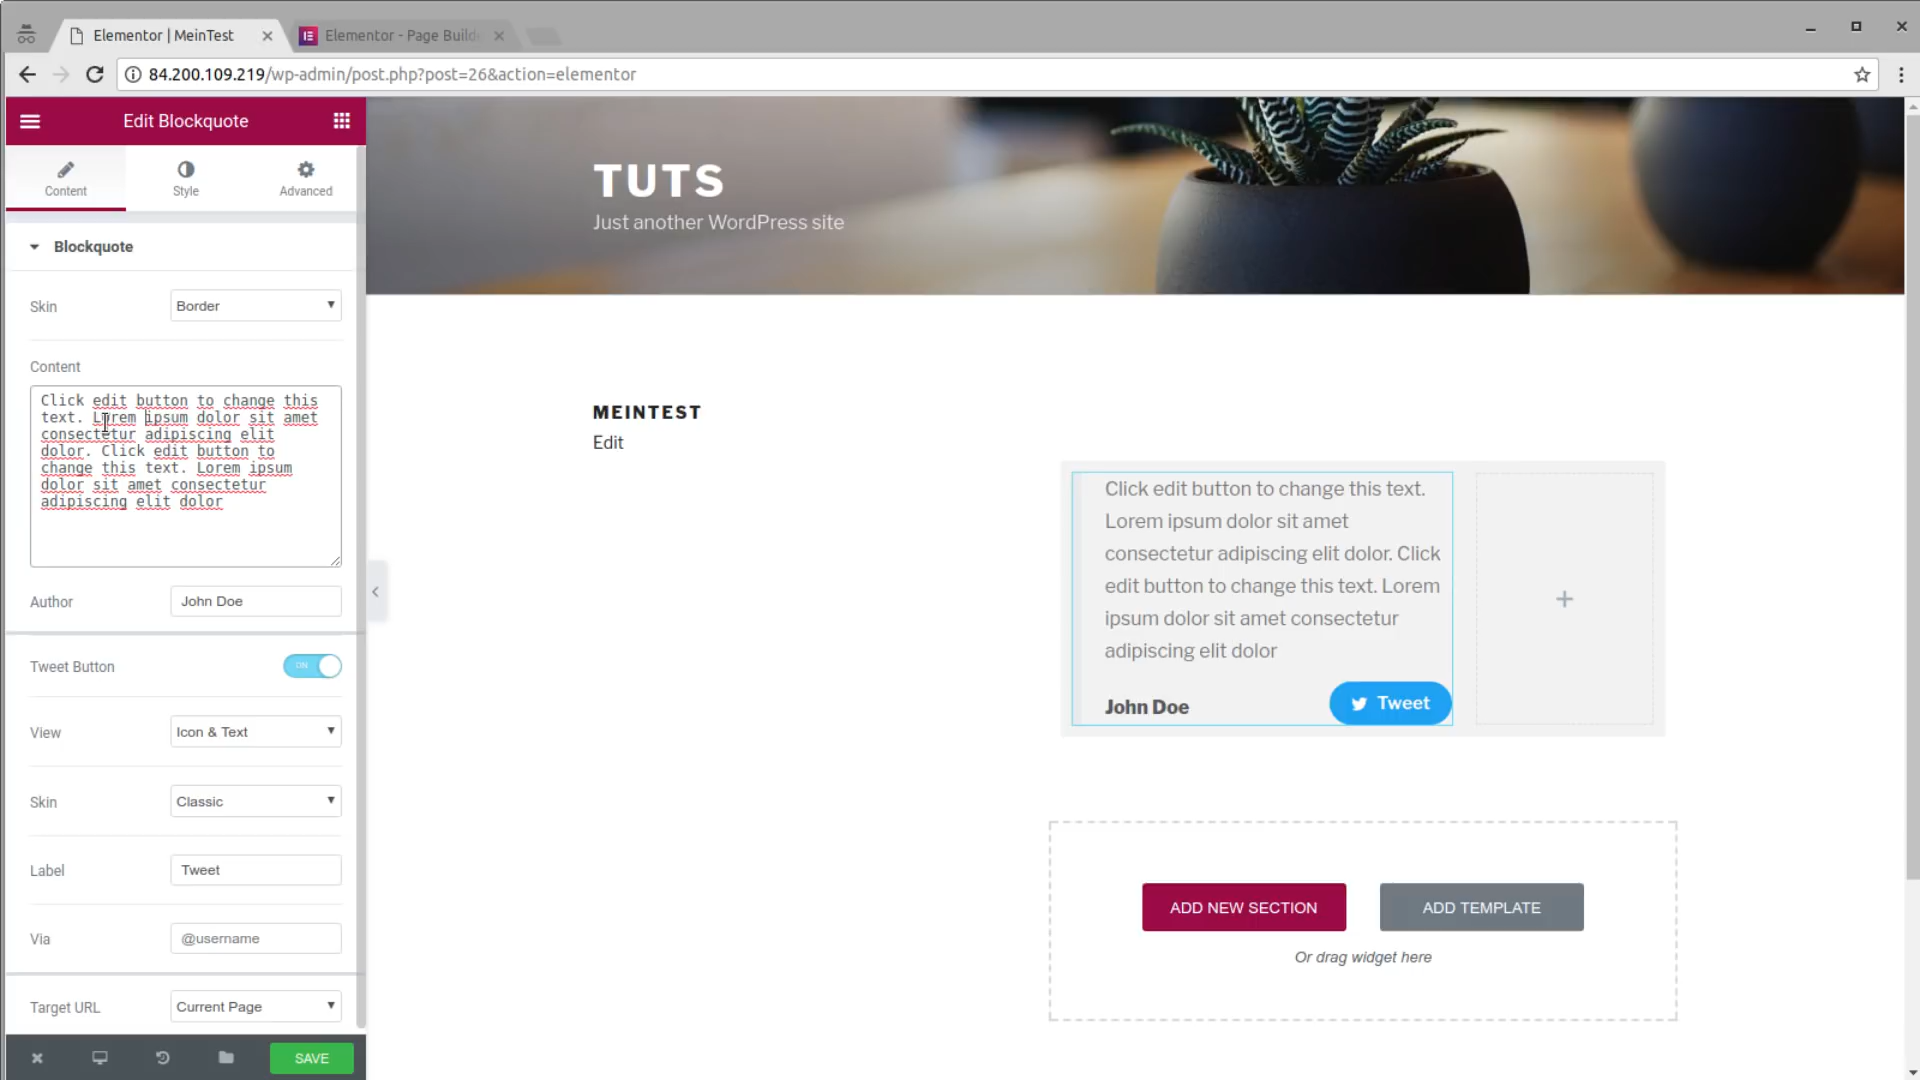 Elementor | MeinTest
Elementor - Page Builde
84.200.109.219/wp-admin/post.php?post=26&action=elementor
Edit Blockquote
Content
Style
Advanced
Blockquote
Skin
Border
Content
Click edit button to change this
text. Lorem ipsum dolor sit amet
consectetur adipiscing elit
dolor. Click edit button to
change this text. Lorem ipsum
dolor sit amet consectetur
adipiscing elit dolor
Author
John Doe
Tweet Button
ON
View
Icon & Text
Skin
Classic
Label
Tweet
Via
@username
Target URL
Current Page
SAVE
TUTS
Just another WordPress site
MEINTEST
Edit
Click edit button to change this text.
Lorem ipsum dolor sit amet
consectetur adipiscing elit dolor. Click
edit button to change this text. Lorem
ipsum dolor sit amet consectetur
adipiscing elit dolor
John Doe
Tweet
+
ADD NEW SECTION
ADD TEMPLATE
Or drag widget here